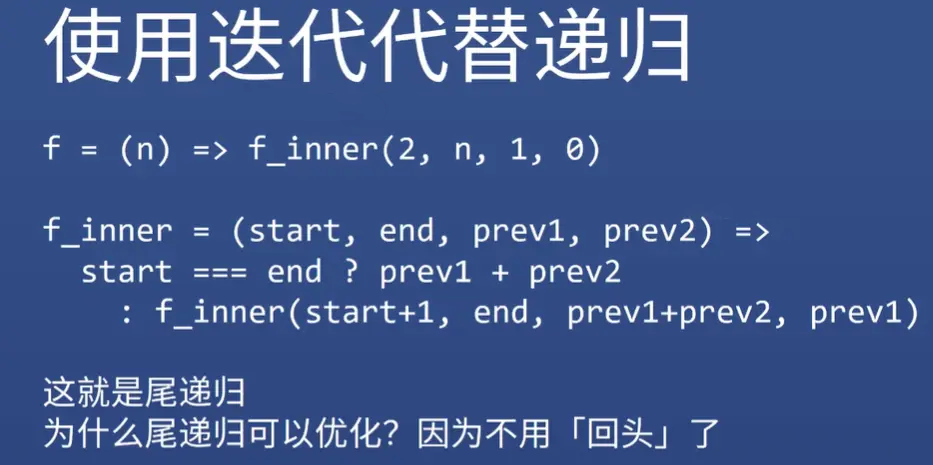 使用迭代代替递归
f = (n) => f_inner(2, n, 1, 0)
f_inner = (start, end, prev1, prev2) =>
start === end ? prev1 + prev2
: f_inner(start+1, end, prev1+prev2, prev1)
这就是尾递归
为什么尾递归可以优化？因为不用「回头」了